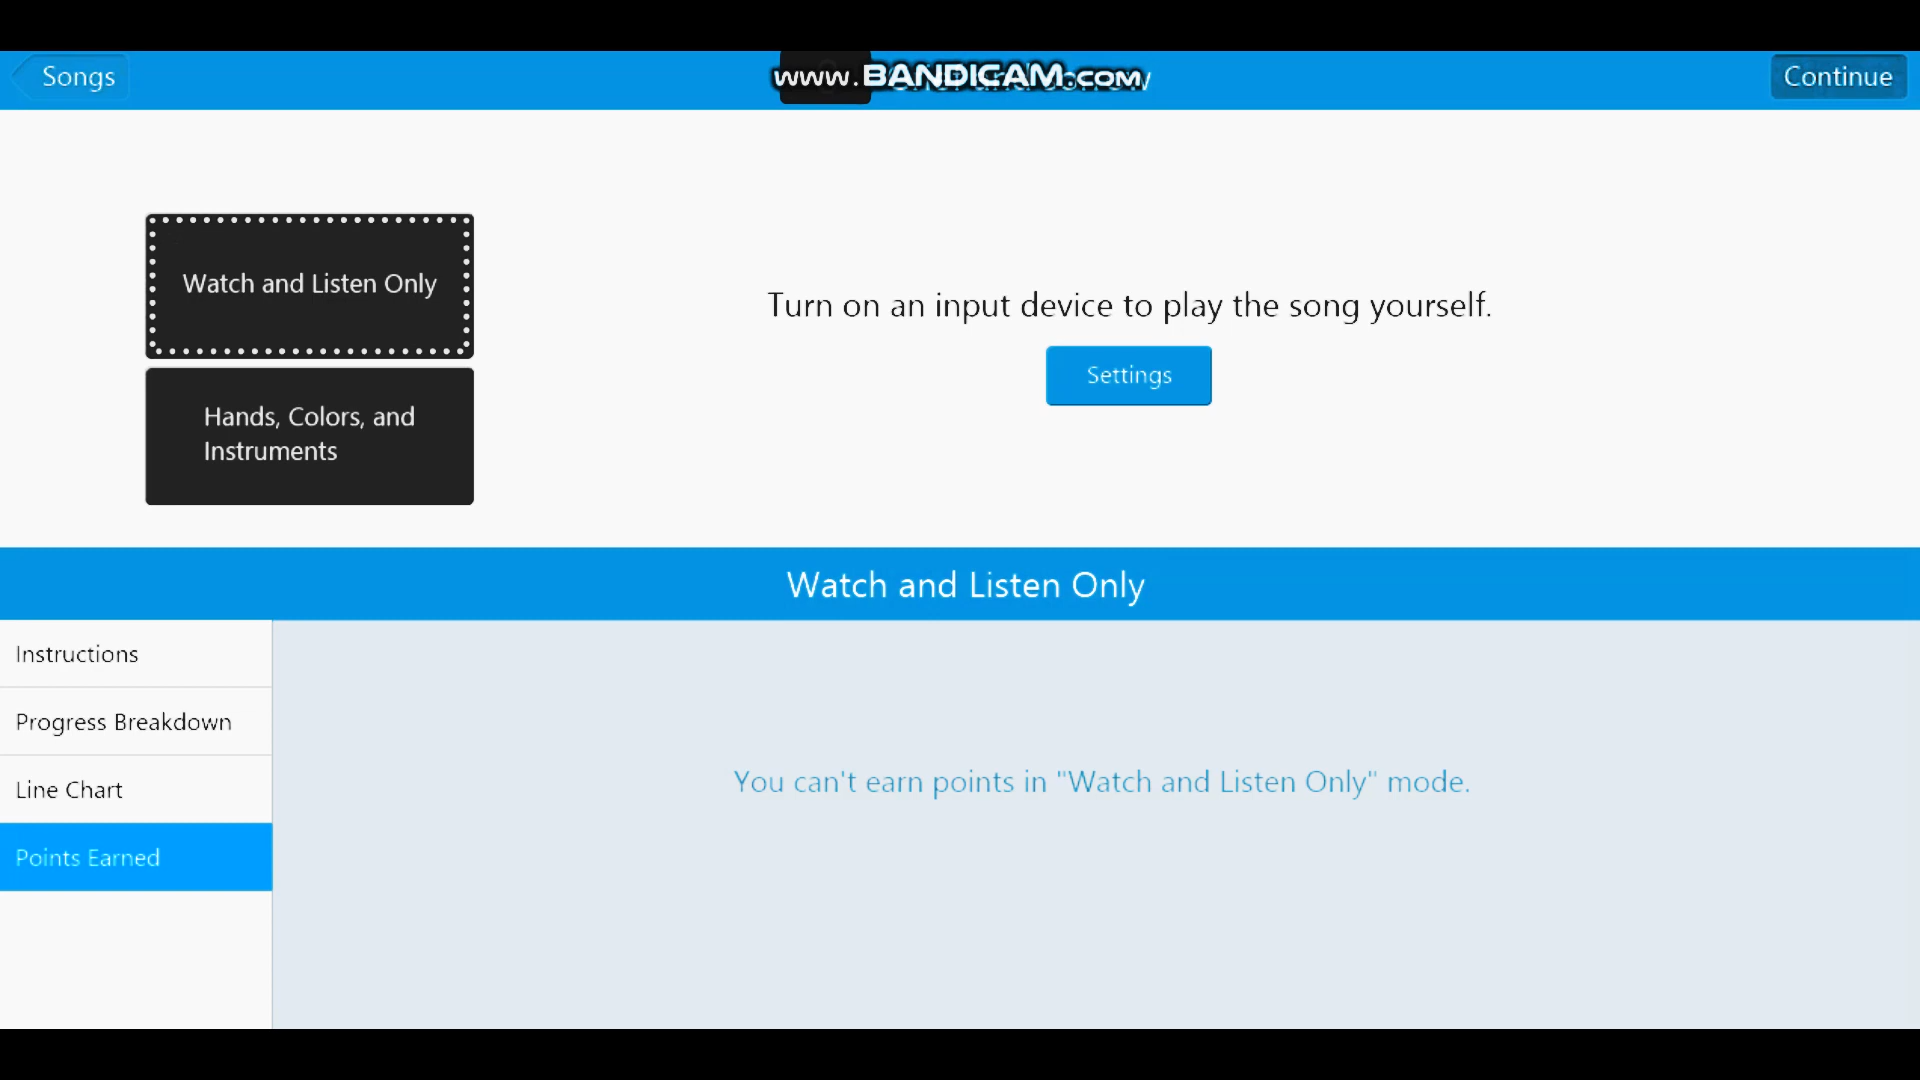 Songs
www.BANDICAM.com
Continue
Watch and Listen Only
Hands, Colors, and
Instruments
Turn on an input device to play the song yourself.
Settings
Watch and Listen Only
Instructions
Progress Breakdown
Line Chart
Points Earned
You can't earn points in "Watch and Listen Only" mode.